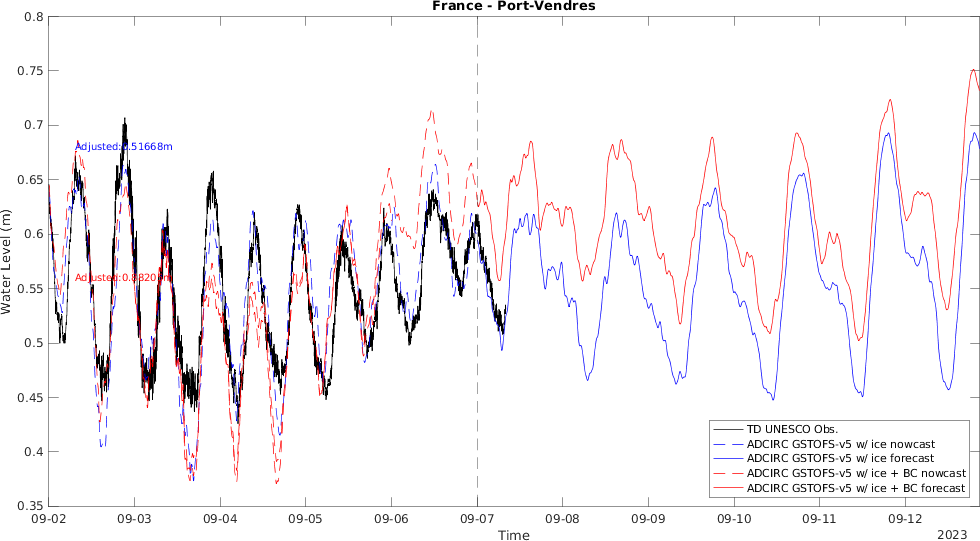 France - Port-Vendres
0.8
0.75
0.7
0.65
0.6
0.55
0.5
0.45
0.4
0.35
Water Level (m)
Adjusted:0.51668m
09-02
09-03
09-04
09-05
09-06
09-07
09-08
09-09
09-10
09-11
09-12
Time
2023
TD UNESCO Obs.
ADCIRC GSTOFS-v5 w/ ice nowcast
ADCIRC GSTOFS-v5 w/ ice forecast
ADCIRC GSTOFS-v5 w/ ice + BC nowcast
ADCIRC GSTOFS-v5 w/ ice + BC forecast